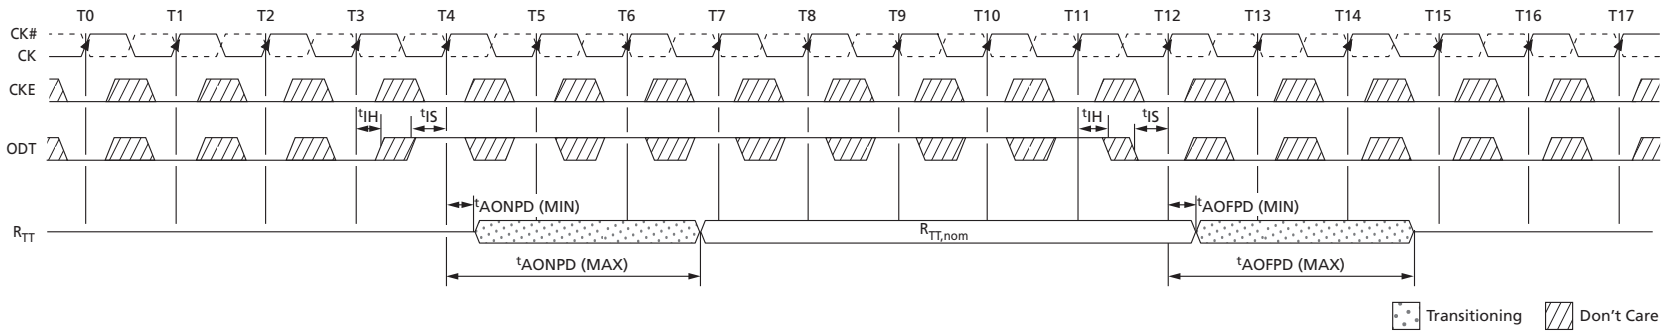 T0 T1 T2 T3 T4 T5 T6 T7 T8 T9 T10 T11 T12 T13 T14 T15 T16 T17
CK#
CK
CKE
tIH tIS tIH tIS
ODT
tAONPD (MIN) tAOFPD (MIN)
RTT RTT,nom
tAONPD (MAX) tAOFPD (MAX)
Transitioning Don't Care